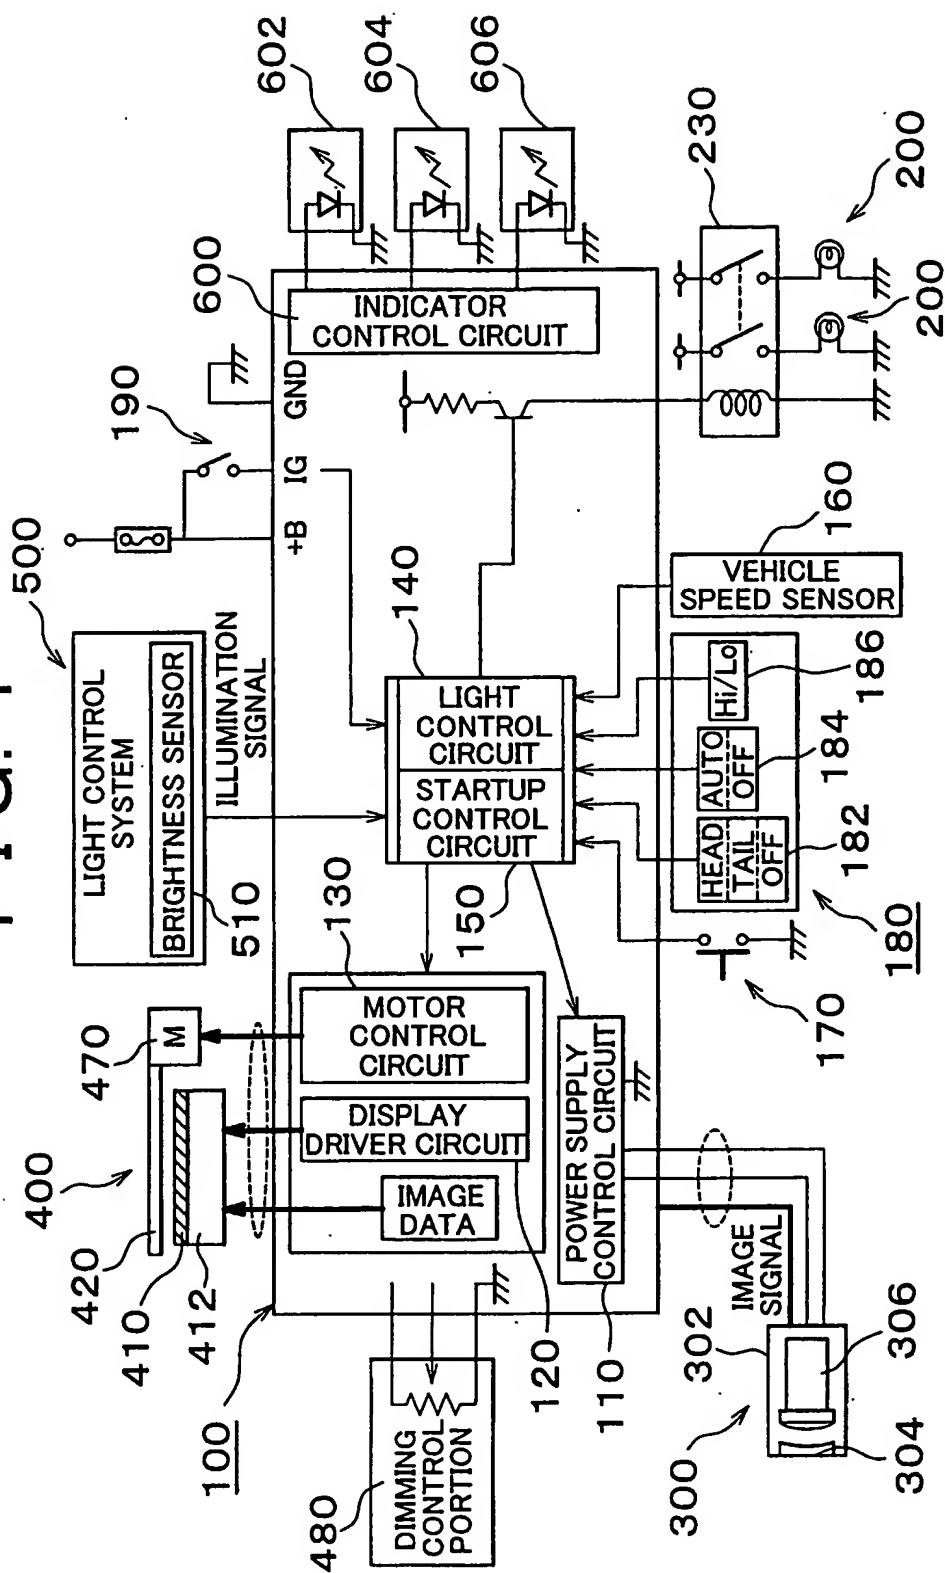 FIG. 1
500
400
470
420
410
412
LIGHT CONTROL
SYSTEM
BRIGHTNESS SENSOR
510
M
ILLUMINATION
SIGNAL
190
600
602
604
606
100
480
DIMMING
CONTROL
PORTION
+B
IG
GND
130
140
150
IMAGE
DATA
DISPLAY
DRIVER CIRCUIT
MOTOR
CONTROL
CIRCUIT
STARTUP
CONTROL
CIRCUIT
LIGHT
CONTROL
CIRCUIT
INDICATOR
CONTROL CIRCUIT
120
110
POWER SUPPLY
CONTROL CIRCUIT
IMAGE
SIGNAL
300
302
304
306
170
180
HEAD
TAIL
OFF
182
AUTO
OFF
184
Hi/Lo
186
VEHICLE
SPEED SENSOR
160
230
200
200